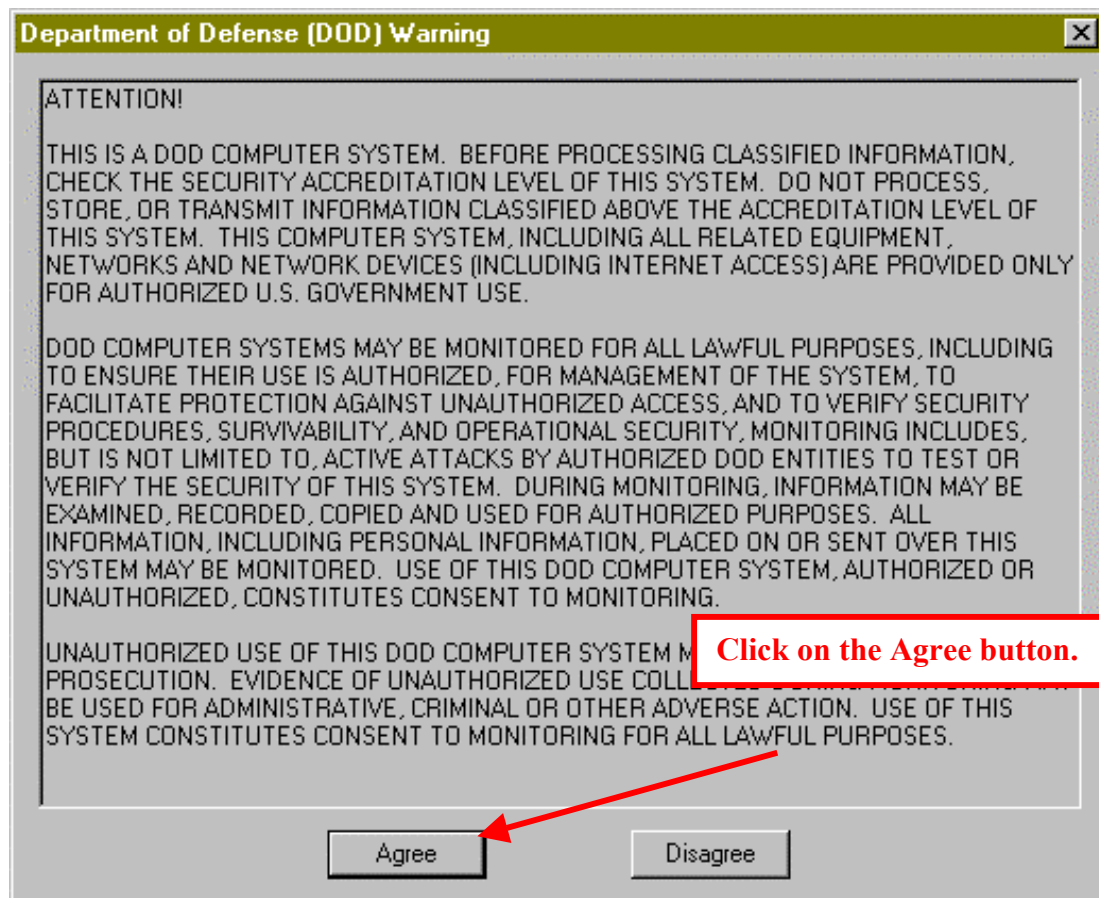 Department of Defense (DOD) Warning
ATTENTION!
THIS IS A DOD COMPUTER SYSTEM. BEFORE PROCESSING CLASSIFIED INFORMATION,
CHECK THE SECURITY ACCREDITATION LEVEL OF THIS SYSTEM. DO NOT PROCESS,
STORE, OR TRANSMIT INFORMATION CLASSIFIED ABOVE THE ACCREDITATION LEVEL OF
THIS SYSTEM. THIS COMPUTER SYSTEM, INCLUDING ALL RELATED EQUIPMENT,
NETWORKS AND NETWORK DEVICES (INCLUDING INTERNET ACCESS) ARE PROVIDED ONLY
FOR AUTHORIZED U.S. GOVERNMENT USE.
DOD COMPUTER SYSTEMS MAY BE MONITORED FOR ALL LAWFUL PURPOSES, INCLUDING
TO ENSURE THEIR USE IS AUTHORIZED, FOR MANAGEMENT OF THE SYSTEM, TO
FACILITATE PROTECTION AGAINST UNAUTHORIZED ACCESS, AND TO VERIFY SECURITY
PROCEDURES, SURVIVABILITY, AND OPERATIONAL SECURITY, MONITORING INCLUDES,
BUT IS NOT LIMITED TO, ACTIVE ATTACKS BY AUTHORIZED DOD ENTITIES TO TEST OR
VERIFY THE SECURITY OF THIS SYSTEM. DURING MONITORING, INFORMATION MAY BE
EXAMINED, RECORDED, COPIED AND USED FOR AUTHORIZED PURPOSES. ALL
INFORMATION, INCLUDING PERSONAL INFORMATION, PLACED ON OR SENT OVER THIS
SYSTEM MAY BE MONITORED. USE OF THIS DOD COMPUTER SYSTEM, AUTHORIZED OR
UNAUTHORIZED, CONSTITUTES CONSENT TO MONITORING.
UNAUTHORIZED USE OF THIS DOD COMPUTER SYSTEM
Click on the Agree button.
PROSECUTION. EVIDENCE OF UNAUTHORIZED USE
BE USED FOR ADMINISTRATIVE, CRIMINAL OR OTHER ADVERSE ACTION. USE OF THIS
SYSTEM CONSTITUTES CONSENT TO MONITORING FOR ALL LAWFUL PURPOSES.
Agree
Disagree